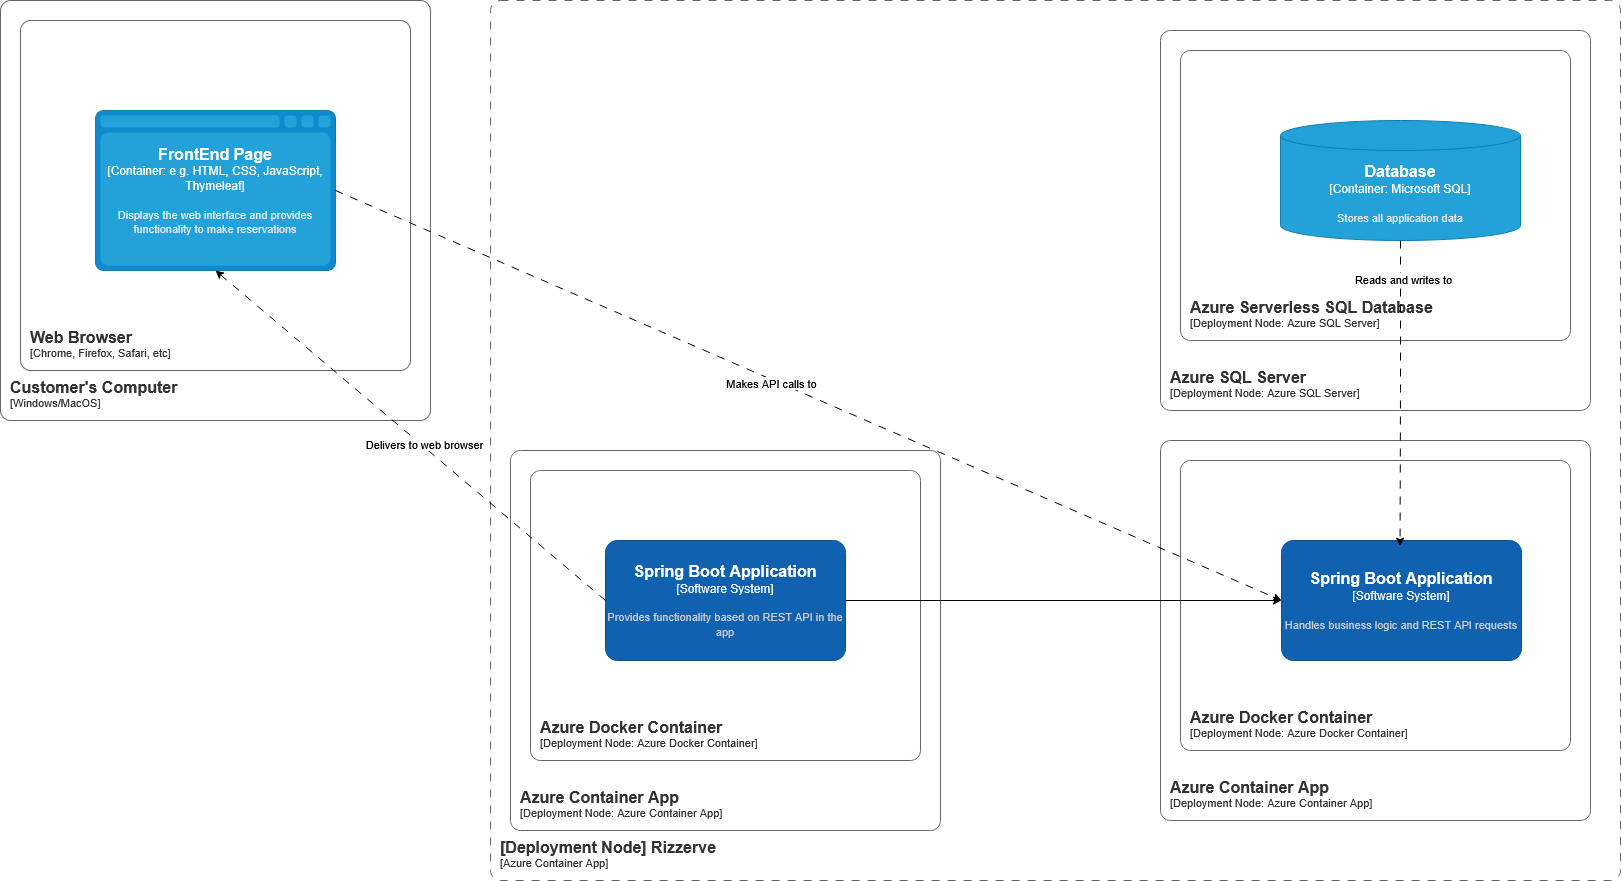 FrontEnd Page
[Container: e.g. HTML, CSS, JavaScript,
Thymeleaf]
Displays the web interface and provides
functionality to make reservations
Web Browser
[Chrome, Firefox, Safari, etc]
Customer's Computer
[Windows/MacOS]
Database
[Container: Microsoft SQL]
Stores all application data
Reads and writes to
Azure Serverless SQL Database
[Deployment Node: Azure SQL Server]
Azure SQL Server
[Deployment Node: Azure SQL Server]
Makes API calls to
Delivers to web browser
Spring Boot Application
[Software System]
Provides functionality based on REST API in the
app
Azure Docker Container
[Deployment Node: Azure Docker Container]
Azure Container App
[Deployment Node: Azure Container App]
Spring Boot Application
[Software System]
Handles business logic and REST API requests
Azure Docker Container
[Deployment Node: Azure Docker Container]
Azure Container App
[Deployment Node: Azure Container App]
[Deployment Node] Rizzerve
[Azure Container App]